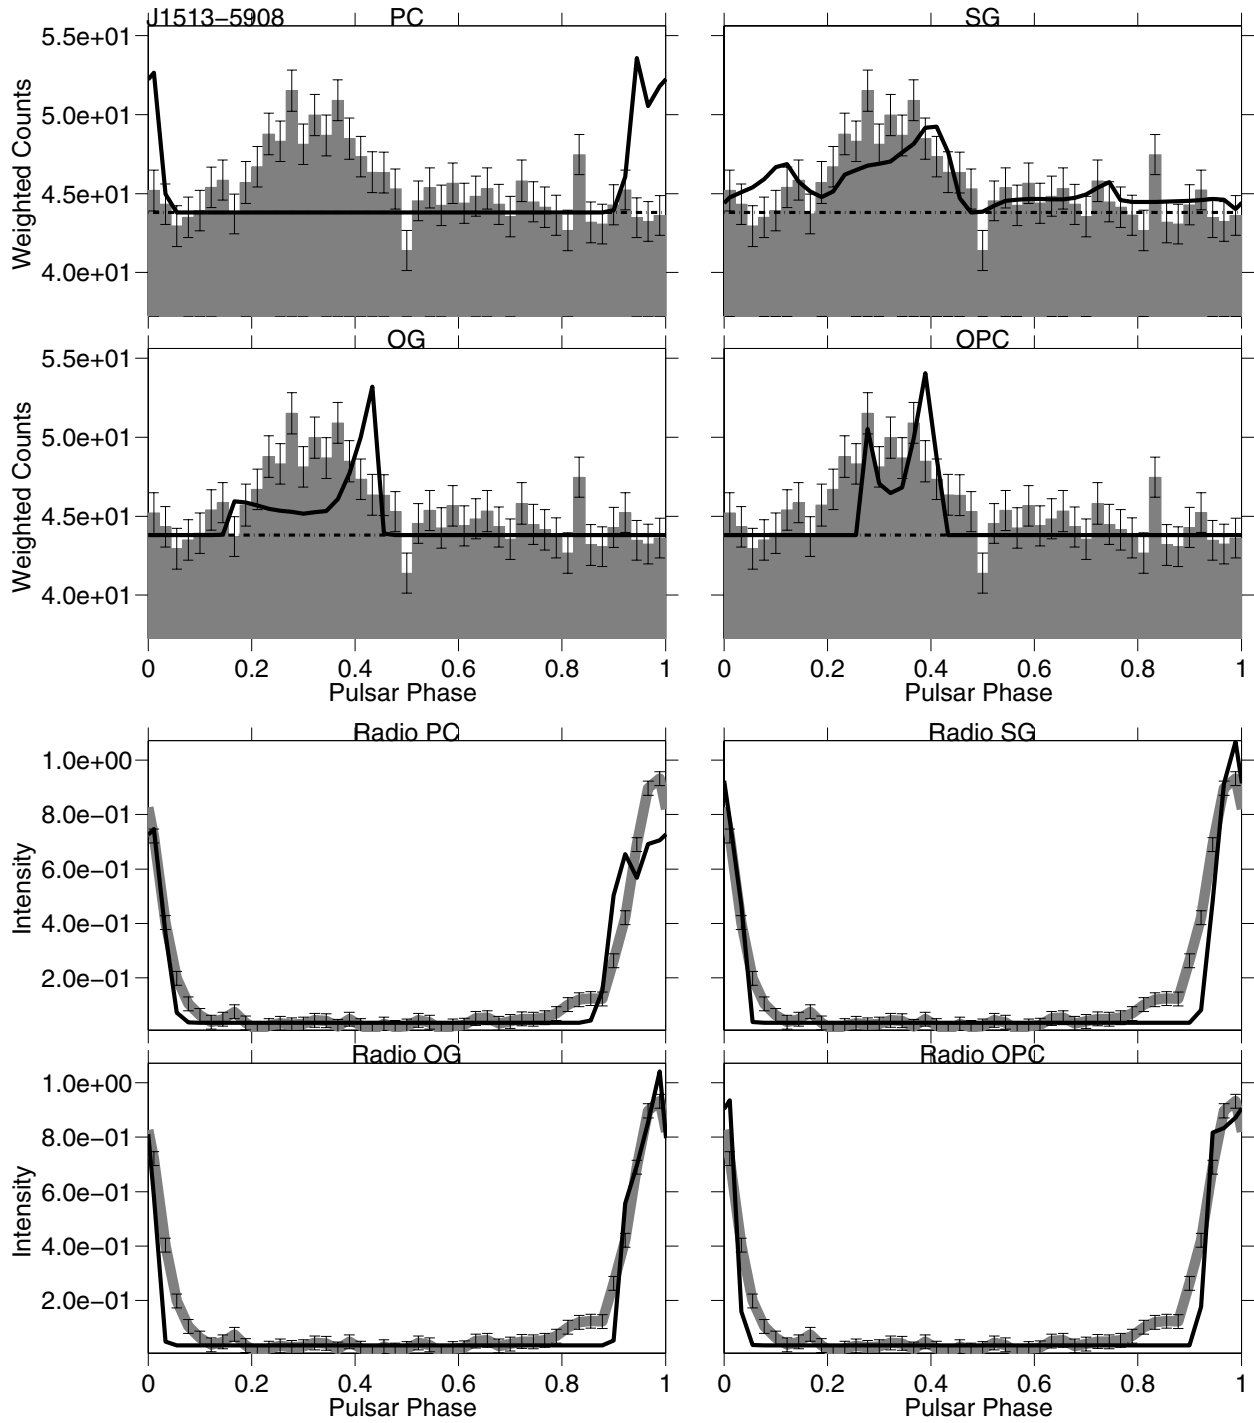 J1513−5908 PC SG
5.5e+01
5.0e+01
4.5e+01
4.0e+01
Weighted Counts
OG OPC
5.5e+01
5.0e+01
4.5e+01
4.0e+01
Weighted Counts
0 0.2 0.4 0.6 0.8 1 0 0.2 0.4 0.6 0.8 1
Pulsar Phase Pulsar Phase
Radio PC Radio SG
1.0e+00
8.0e−01
6.0e−01
4.0e−01
2.0e−01
Intensity
Radio OG Radio OPC
1.0e+00
8.0e−01
6.0e−01
4.0e−01
2.0e−01
Intensity
0 0.2 0.4 0.6 0.8 1 0 0.2 0.4 0.6 0.8 1
Pulsar Phase Pulsar Phase